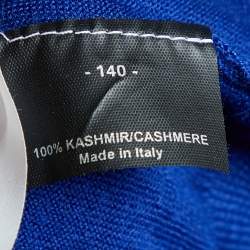 - 140 -
100% KASHMIR/CASHMERE
Made in Italy